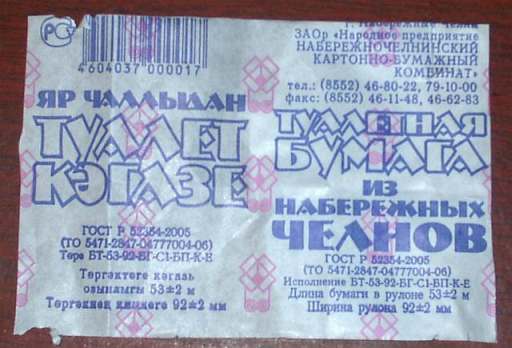 РС
4 604037 000017
ЯР ЧАЛЛЫДАН
ТУАЛЕТ
КӘГАЗЕ
ГОСТ Р 52354-2005
(ТО 5471-2847-04777004-06)
Төре БТ-53-92-БГ-С1-БП-К-Е
Төргәктәге кәгазь
озынлыгы 53±2 м
Төргәкнең киңлеге 92±2 мм
г. Набережные Челны
ЗАОр «Народное предприятие
НАБЕРЕЖНОЧЕЛНИНСКИЙ
КАРТОННО-БУМАЖНЫЙ
КОМБИНАТ»
тел.: (8552) 46-80-22, 79-10-00
факс: (8552) 46-11-48, 46-62-83
ТУАЛЕТНАЯ
БУМАГА
ИЗ
НАБЕРЕЖНЫХ
ЧЕЛНОВ
ГОСТ Р 52354-2005
(ТО 5471-2847-04777004-06)
Исполнение БТ-53-92-БГ-С1-БП-К-Е
Длина бумаги в рулоне 53±2 м
Ширина рулона 92±2 мм